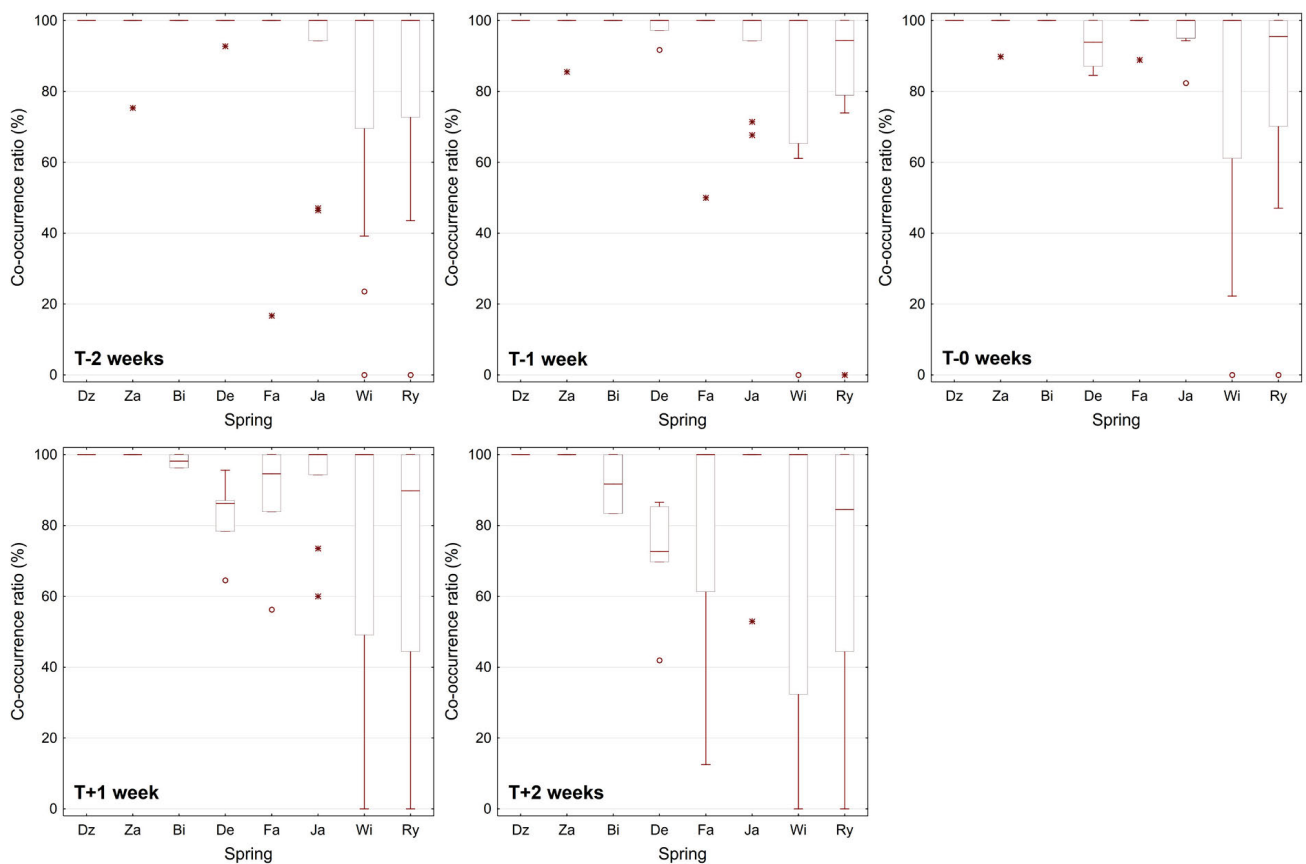 Co-occurrence ratio (%)
100
80
60
40
20
0
T-2 weeks
Dz Za Bi De Fa Ja Wi Ry
Spring
Co-occurrence ratio (%)
100
80
60
40
20
0
T-1 week
Dz Za Bi De Fa Ja Wi Ry
Spring
Co-occurrence ratio (%)
100
80
60
40
20
0
T-0 weeks
Dz Za Bi De Fa Ja Wi Ry
Spring
Co-occurrence ratio (%)
100
80
60
40
20
0
T+1 week
Dz Za Bi De Fa Ja Wi Ry
Spring
Co-occurrence ratio (%)
100
80
60
40
20
0
T+2 weeks
Dz Za Bi De Fa Ja Wi Ry
Spring